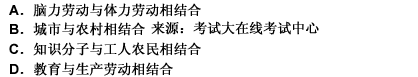 A．脑力劳动与体力劳动相结合
B．城市与农村相结合 来源：考试大在线考试中心
C．知识分子与工人农民相结合
D．教育与生产劳动相结合